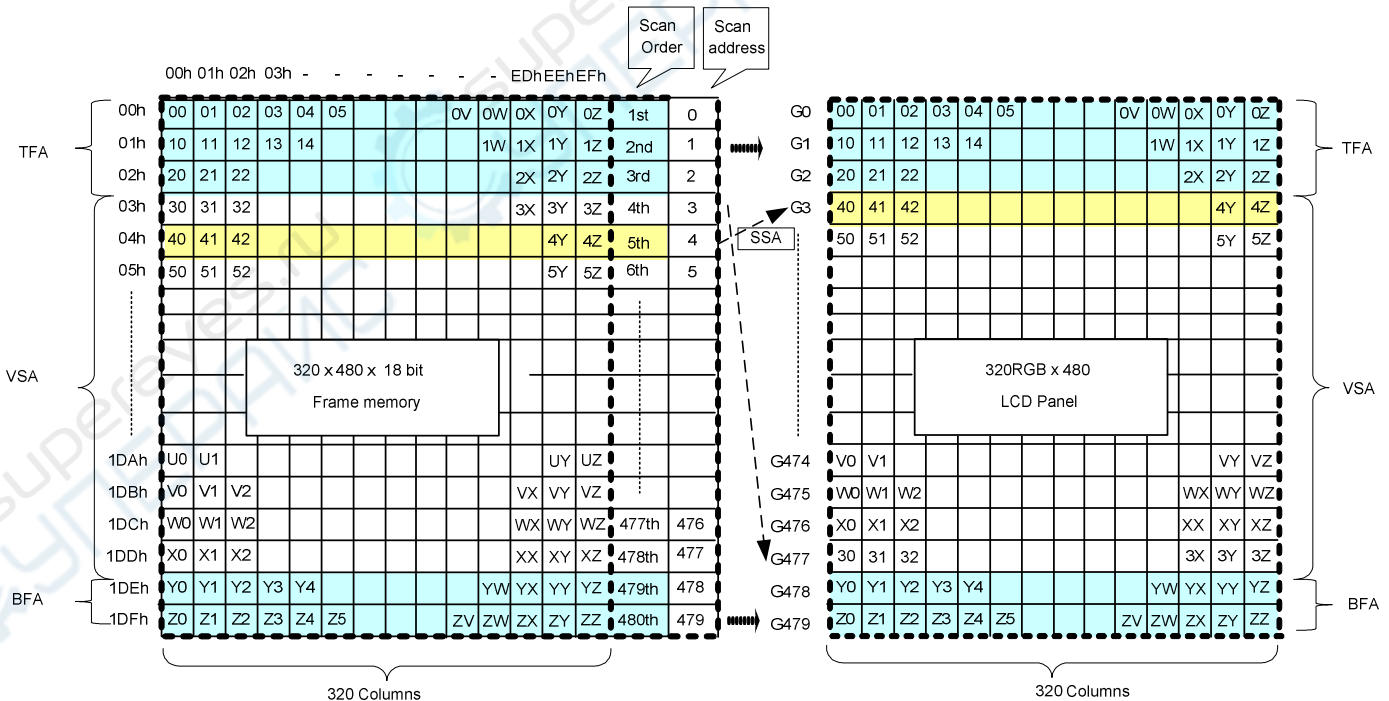 Scan Order
Scan address
00h 01h 02h 03h - - - - - - - EDh EEh EFh
00h 00 01 02 03 04 05 0V 0W 0X 0Y 0Z 1st 0
01h 10 11 12 13 14 1W 1X 1Y 1Z 2nd 1
02h 20 21 22 2X 2Y 2Z 3rd 2
03h 30 31 32 3X 3Y 3Z 4th 3
04h 40 41 42 4Y 4Z 5th 4
05h 50 51 52 5Y 5Z 6th 5
TFA
VSA
BFA
320 x 480 x 18 bit
Frame memory
1DAh U0 U1 UY UZ
1DBh V0 V1 V2 VX VY VZ
1DCh W0 W1 W2 WX WY WZ 477th 476
1DDh X0 X1 X2 XX XY XZ 478th 477
1DEh Y0 Y1 Y2 Y3 Y4 YW YX YY YZ 479th 478
1DFh Z0 Z1 Z2 Z3 Z4 Z5 ZV ZW ZX ZY ZZ 480th 479
320 Columns
SSA
G0 00 01 02 03 04 05 0V 0W 0X 0Y 0Z
G1 10 11 12 13 14 1W 1X 1Y 1Z
G2 20 21 22 2X 2Y 2Z
G3 40 41 42 4Y 4Z
50 51 52 5Y 5Z
320RGB x 480
LCD Panel
G474 V0 V1 VY VZ
G475 W0 W1 W2 WX WY WZ
G476 X0 X1 X2 XX XY XZ
G477 30 31 32 3X 3Y 3Z
G478 Y0 Y1 Y2 Y3 Y4 YW YX YY YZ
G479 Z0 Z1 Z2 Z3 Z4 Z5 ZV ZW ZX ZY ZZ
TFA
VSA
BFA
320 Columns
supereyes.ru